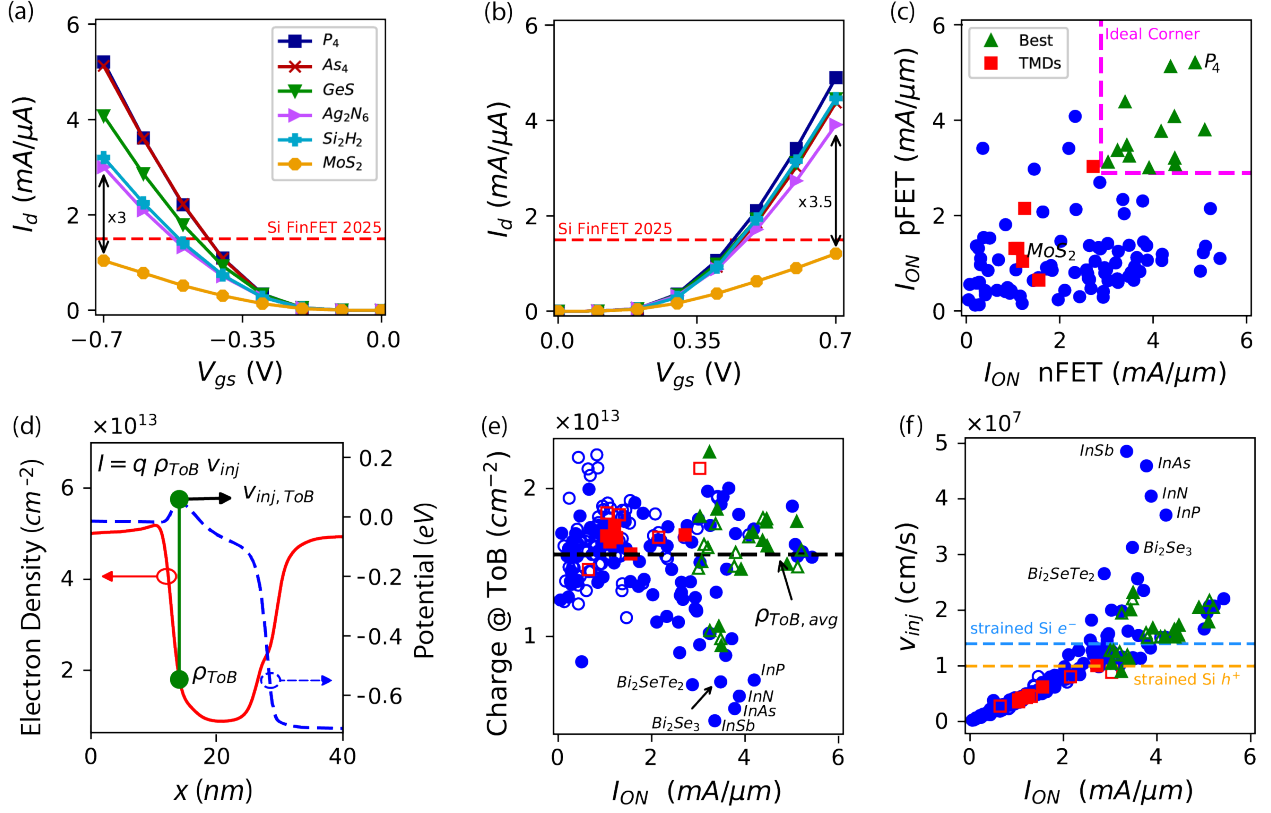 (a)
6
4
2
0
I_d (mA/μA)
P_4
As_4
GeS
Ag_2N_6
Si_2H_2
MoS_2
x3
Si FinFET 2025
−0.7
−0.35
0.0
V_gs (V)
(b)
6
4
2
0
I_d (mA/μA)
Si FinFET 2025
x3.5
0.0
0.35
0.7
V_gs (V)
(c)
6
4
2
0
I_ON pFET (mA/μm)
Best
TMDs
Ideal Corner
P_4
MoS_2
0
2
4
6
I_ON nFET (mA/μm)
(d)
×10^13
6
4
2
Electron Density (cm^−2)
I = q ρ_ToB v_inj
v_inj, ToB
ρ_ToB
0.2
0.0
−0.2
−0.4
−0.6
Potential (eV)
0
20
40
x (nm)
(e)
×10^13
2
1
Charge @ ToB (cm^−2)
ρ_ToB, avg
Bi_2SeTe_2
Bi_2Se_3
InP
InN
InAs
InSb
0
2
4
6
I_ON (mA/μm)
(f)
×10^7
5
4
3
2
1
0
v_inj (cm/s)
InSb
InAs
InN
InP
Bi_2Se_3
Bi_2SeTe_2
strained Si e^−
strained Si h^+
0
2
4
6
I_ON (mA/μm)